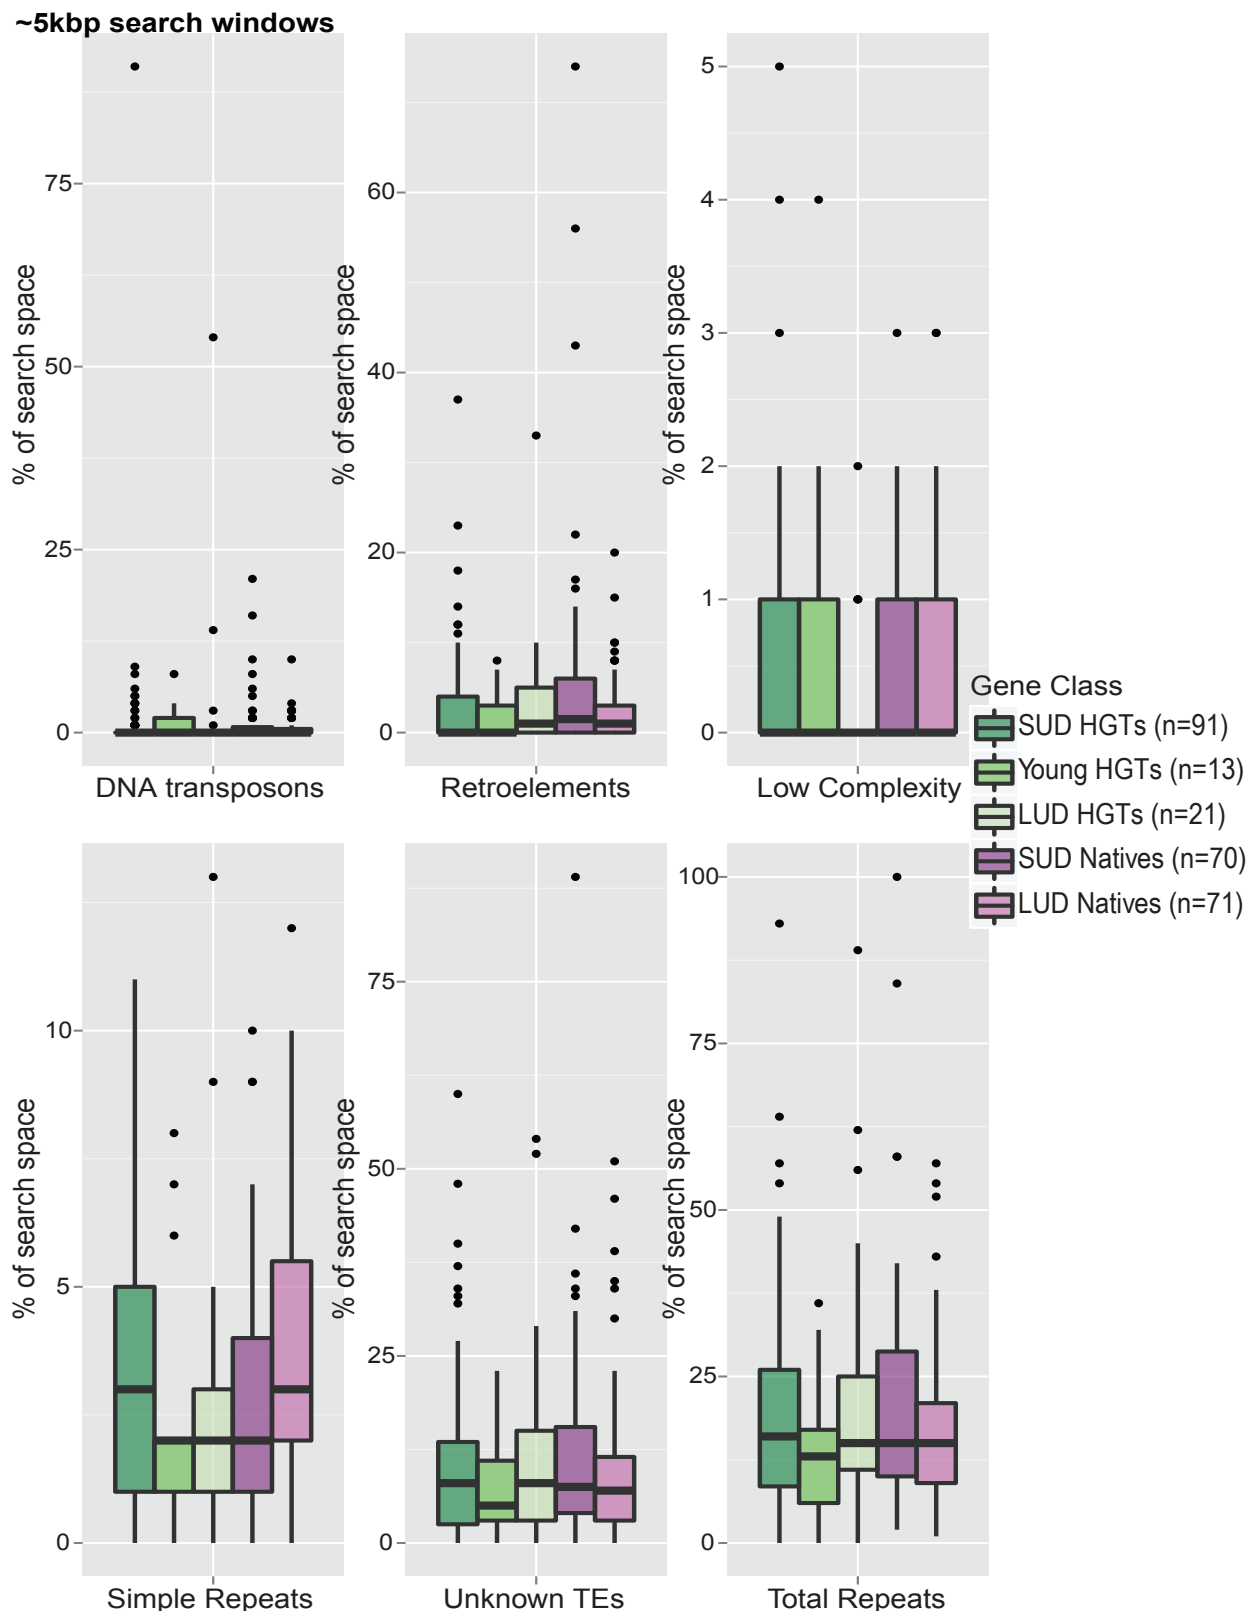 ~5kbp search windows
% of search space
75
50
25
0
DNA transposons
% of search space
60
40
20
0
Retroelements
% of search space
5
4
3
2
1
0
Low Complexity
Gene Class
SUD HGTs (n=91)
Young HGTs (n=13)
LUD HGTs (n=21)
SUD Natives (n=70)
LUD Natives (n=71)
% of search space
10
5
0
Simple Repeats
% of search space
75
50
25
0
Unknown TEs
% of search space
100
75
50
25
0
Total Repeats